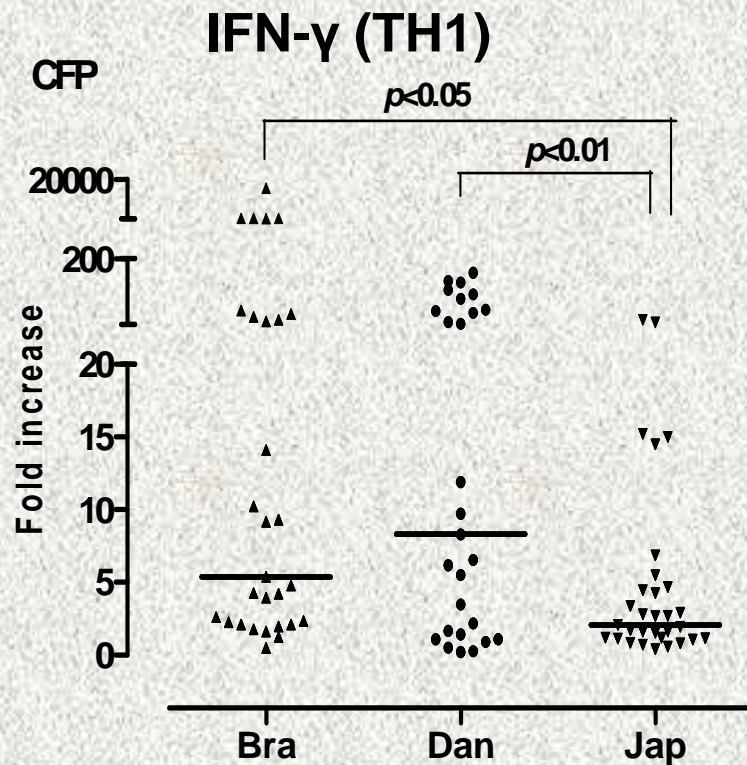 IFN-γ (TH1)
CFP
p<0.05
p<0.01
20000
200
20
15
10
5
0
Fold increase
Bra Dan Jap